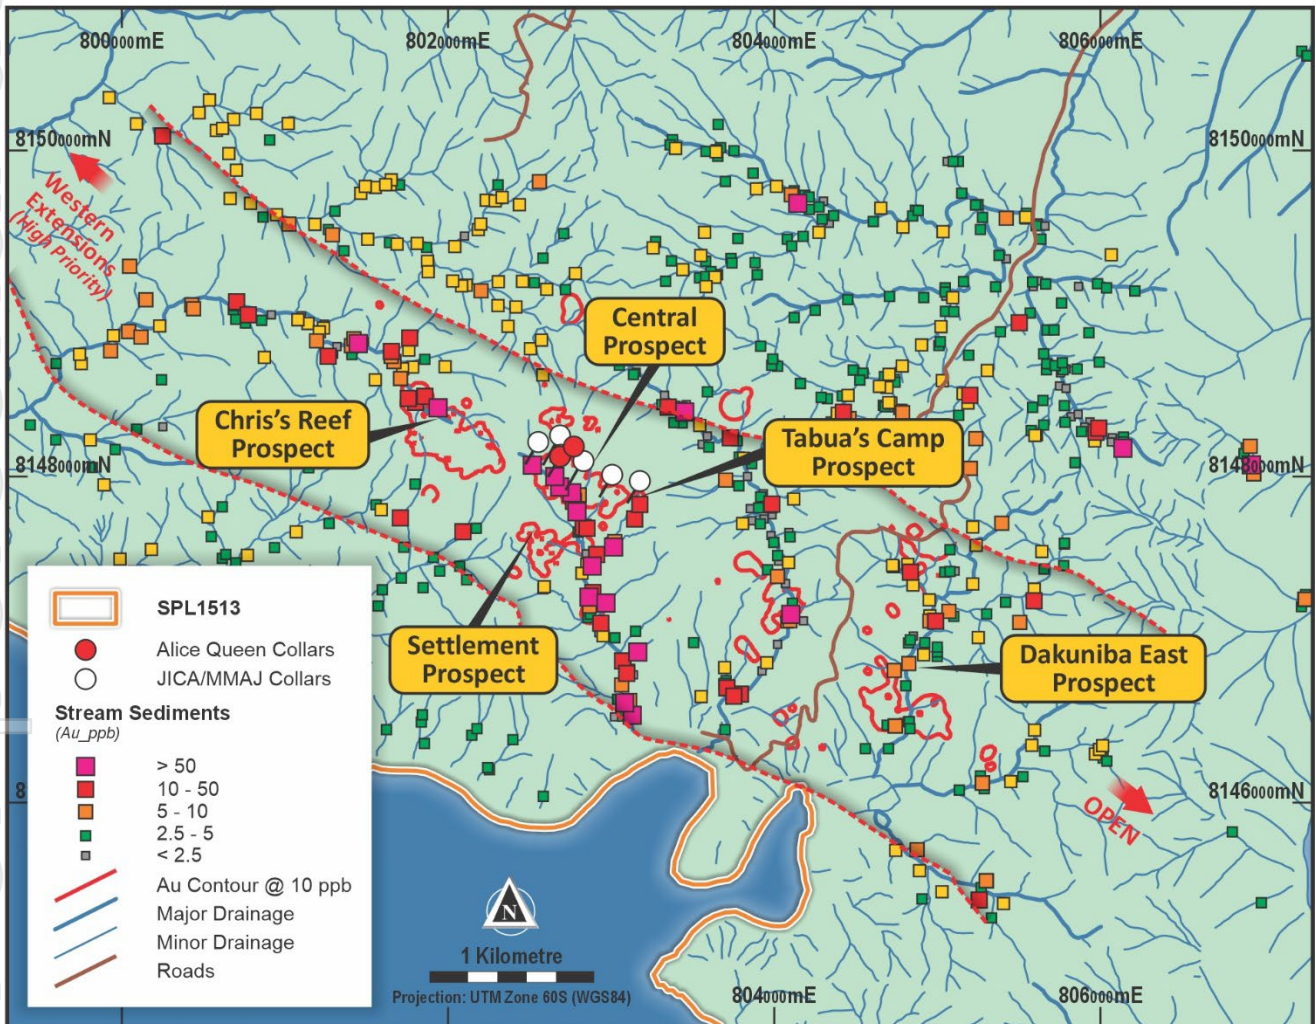 800000mE
802000mE
804000mE
806000mE
8150000mN
8150000mN
Western
Extensions
(High Priority)
Central
Prospect
Chris's Reef
Prospect
Tabua's Camp
Prospect
8148000mN
8148000mN
Settlement
Prospect
Dakuniba East
Prospect
SPL1513
Alice Queen Collars
JICA/MMAJ Collars
Stream Sediments
(Au_ppb)
> 50
10 - 50
5 - 10
2.5 - 5
< 2.5
Au Contour @ 10 ppb
Major Drainage
Minor Drainage
Roads
8
8146000mN
OPEN
N
1 Kilometre
Projection: UTM Zone 60S (WGS84)
804000mE
806000mE